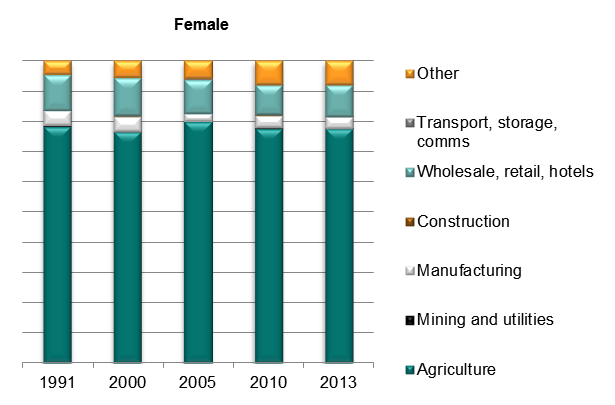 Female
Other
Transport, storage,
comms
Wholesale, retail, hotels
Construction
Manufacturing
Mining and utilities
Agriculture
1991 2000 2005 2010 2013